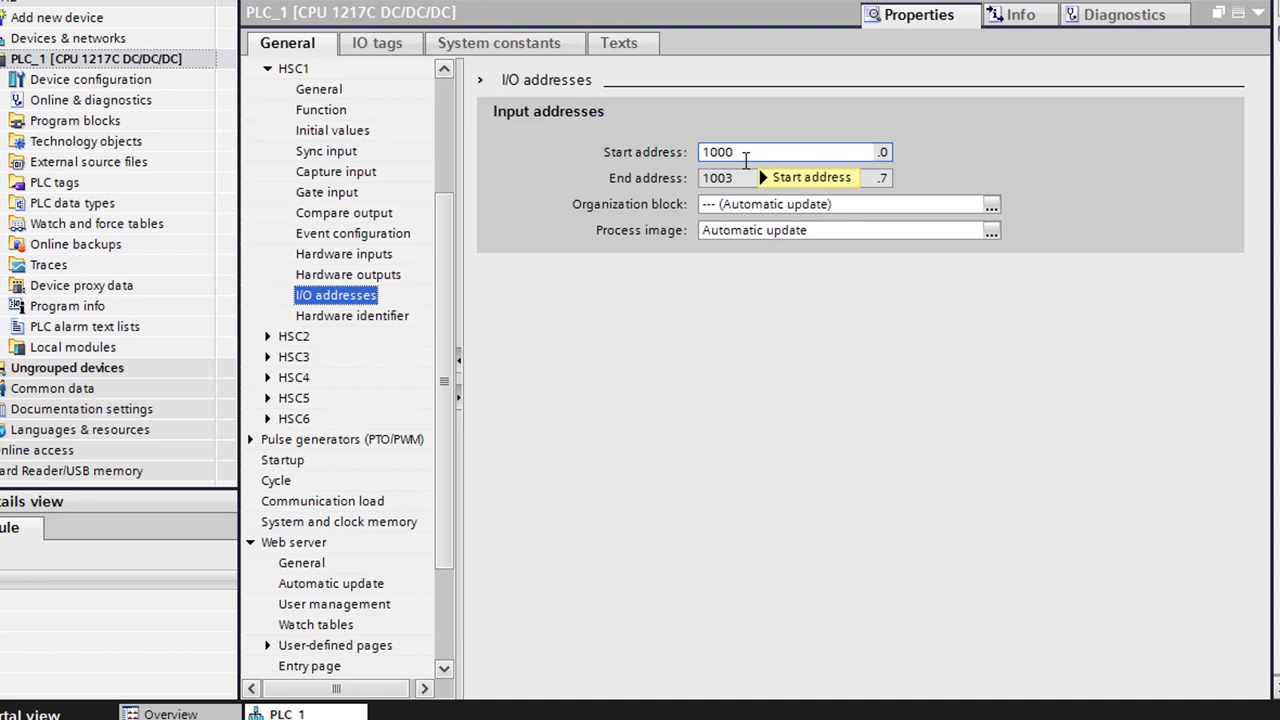 Add new device
Devices & networks
PLC_1 [CPU 1217C DC/DC/DC]
Device configuration
Online & diagnostics
Program blocks
Technology objects
External source files
PLC tags
PLC data types
Watch and force tables
Online backups
Traces
Device proxy data
Program info
PLC alarm text lists
Local modules
Ungrouped devices
Common data
Documentation settings
Languages & resources
nline access
ard Reader/USB memory
tails view
ule
PLC_1 [CPU 1217C DC/DC/DC]
Properties
Info
Diagnostics
General
IO tags
System constants
Texts
HSC1
General
Function
Initial values
Sync input
Capture input
Gate input
Compare output
Event configuration
Hardware inputs
Hardware outputs
I/O addresses
Hardware identifier
HSC2
HSC3
HSC4
HSC5
HSC6
Pulse generators (PTO/PWM)
Startup
Cycle
Communication load
System and clock memory
Web server
General
Automatic update
User management
Watch tables
User-defined pages
Entry page
I/O addresses
Input addresses
Start address: 1000 .0
End address: 1003 .7
Start address
Organization block: --- (Automatic update) ...
Process image: Automatic update ...
rtal view
Overview
PLC_1